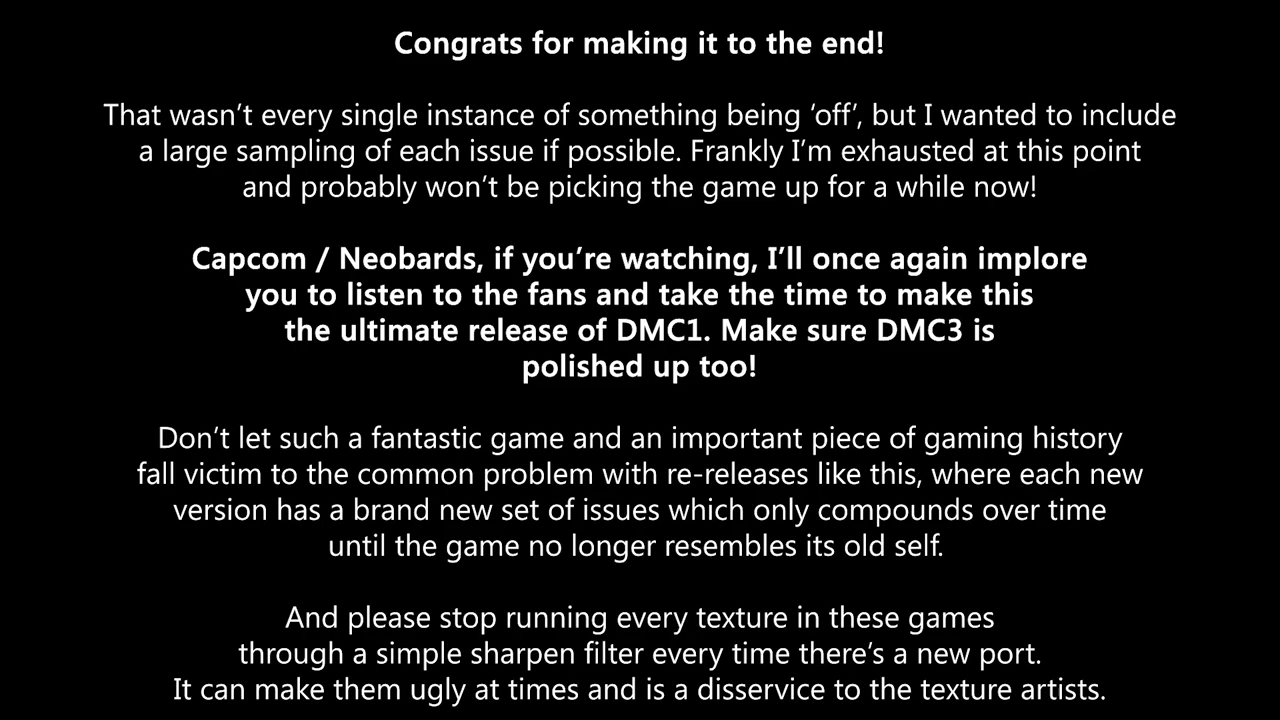 Congrats for making it to the end!
That wasn’t every single instance of something being ‘off’, but I wanted to include
a large sampling of each issue if possible. Frankly I’m exhausted at this point
and probably won’t be picking the game up for a while now!
Capcom / Neobards, if you’re watching, I’ll once again implore
you to listen to the fans and take the time to make this
the ultimate release of DMC1. Make sure DMC3 is
polished up too!
Don’t let such a fantastic game and an important piece of gaming history
fall victim to the common problem with re-releases like this, where each new
version has a brand new set of issues which only compounds over time
until the game no longer resembles its old self.
And please stop running every texture in these games
through a simple sharpen filter every time there’s a new port.
It can make them ugly at times and is a disservice to the texture artists.